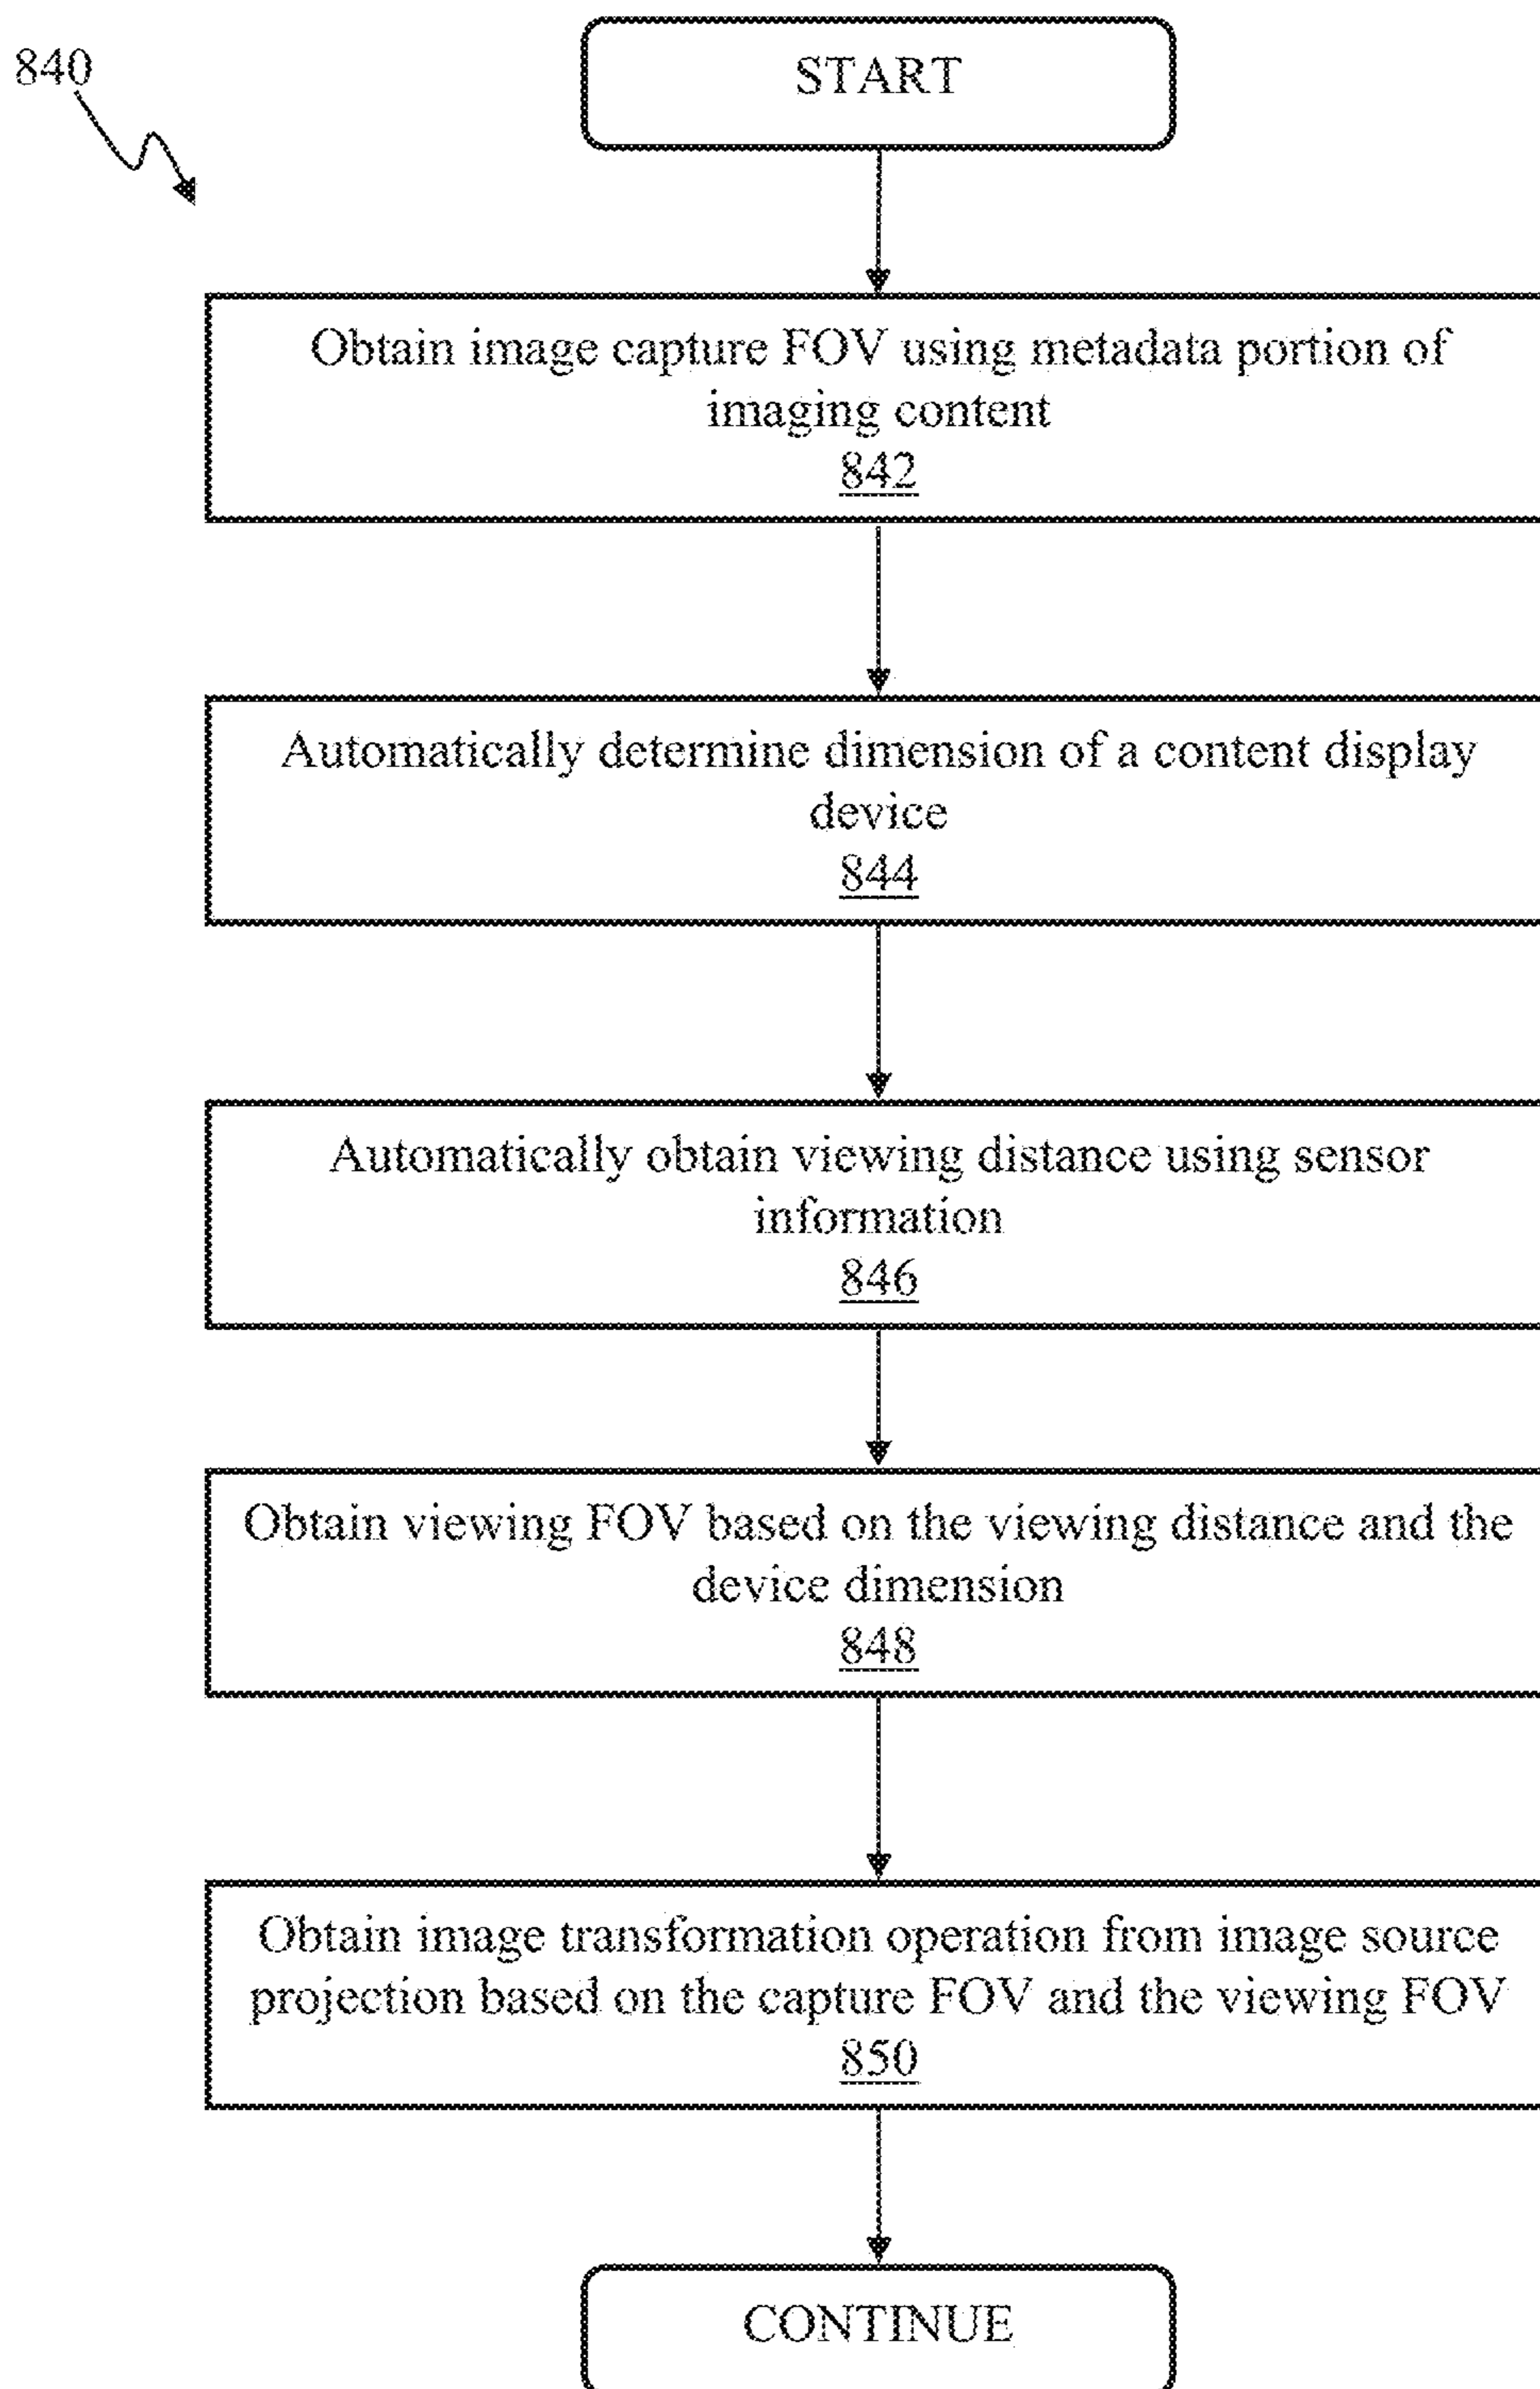 840
START
Obtain image capture FOV using metadata portion of
imaging content
842
Automatically determine dimension of a content display
device
844
Automatically obtain viewing distance using sensor
information
846
Obtain viewing FOV based on the viewing distance and the
device dimension
848
Obtain image transformation operation from image source
projection based on the capture FOV and the viewing FOV
850
CONTINUE